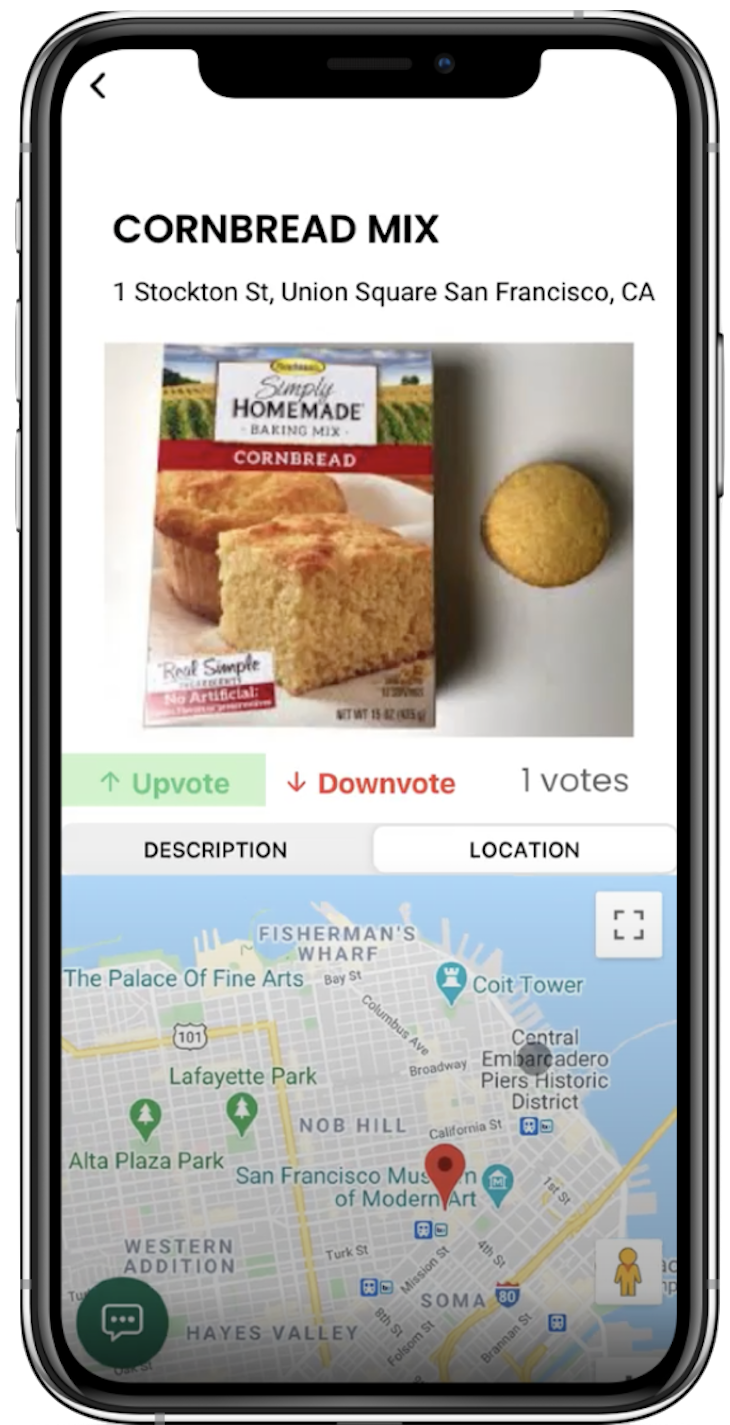 CORNBREAD MIX
1 Stockton St, Union Square San Francisco, CA
Simply
HOMEMADE
- BAKING MIX -
CORNBREAD
Real Simple
INGREDIENTS
No Artificial:
NET WT 15 OZ (425 g)
↑ Upvote
↓ Downvote
1 votes
DESCRIPTION
LOCATION
FISHERMAN'S
WHARF
The Palace Of Fine Arts
Bay St
Coit Tower
Columbus Ave
101
Central
Embarcadero
Piers Historic
District
Broadway
Lafayette Park
NOB HILL
California St
Alta Plaza Park
San Francisco Museum
of Modern Art
1st St
WESTERN
ADDITION
Turk St
Mission St
4th St
SOMA
80
8th St
Folsom St
Brannan St
HAYES VALLEY
Oak St